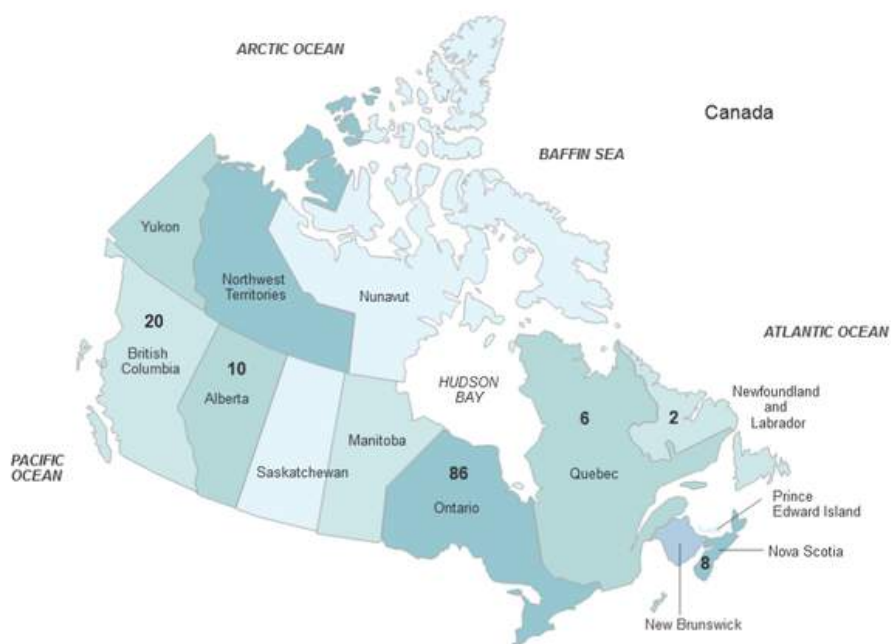 ARCTIC OCEAN
Canada
BAFFIN SEA
Yukon
Northwest
Territories
Nunavut
ATLANTIC OCEAN
20
British
Columbia
10
Alberta
HUDSON
BAY
6
2
Newfoundland
and
Labrador
PACIFIC
OCEAN
Saskatchewan
Manitoba
86
Ontario
Quebec
Prince
Edward Island
Nova Scotia
8
New Brunswick